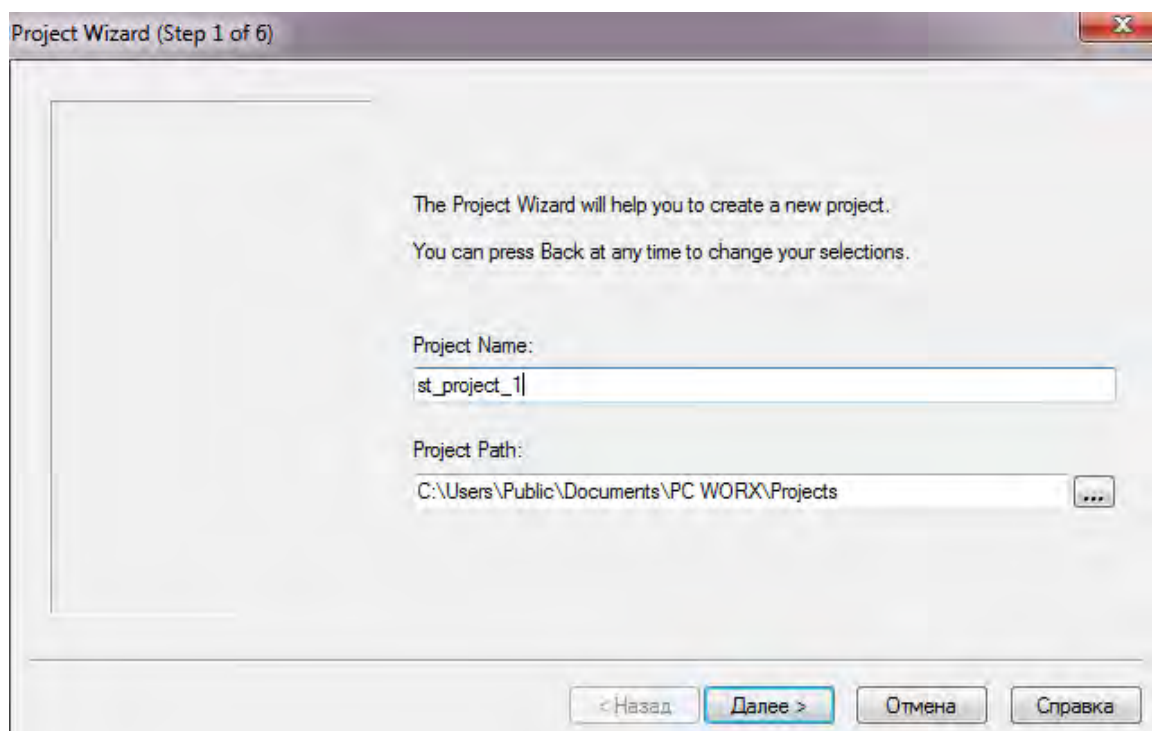 Project Wizard (Step 1 of 6)
The Project Wizard will help you to create a new project.
You can press Back at any time to change your selections.
Project Name:
st_project_1
Project Path:
C:\Users\Public\Documents\PC WORX\Projects
...
< Назад Далее > Отмена Справка